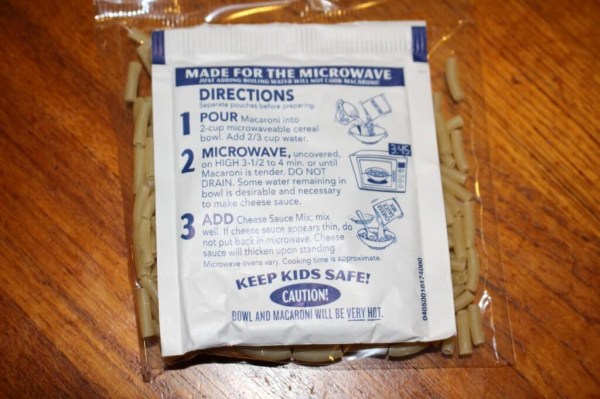 MADE FOR THE MICROWAVE
JUST ADDING BOILING WATER WILL NOT COOK MACARONI
DIRECTIONS
Separate pouches before preparing.
1 POUR Macaroni into
2-cup microwaveable cereal
bowl. Add 2/3 cup water.
2 MICROWAVE, uncovered,
on HIGH 3-1/2 to 4 min. or until
Macaroni is tender. DO NOT
DRAIN. Some water remaining in
bowl is desirable and necessary
to make cheese sauce.
3:45
3 ADD Cheese Sauce Mix; mix
well. If cheese sauce appears thin, do
not put back in microwave. Cheese
sauce will thicken upon standing.
Microwave ovens vary. Cooking time is approximate.
KEEP KIDS SAFE!
CAUTION!
BOWL AND MACARONI WILL BE VERY HOT.